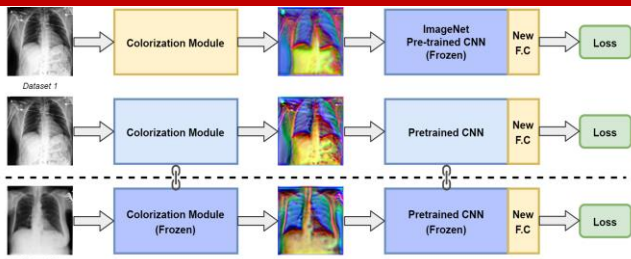 Colorization Module
ImageNet
Pre-trained CNN
(Frozen)
New
F.C
Loss
Dataset 1
Colorization Module
Pretrained CNN
New
F.C
Loss
Colorization Module
(Frozen)
Pretrained CNN
(Frozen)
New
F.C
Loss